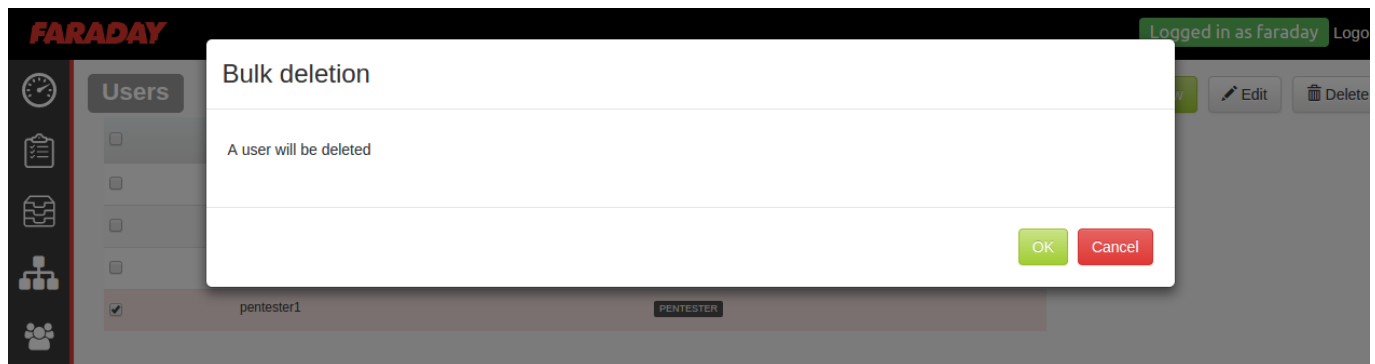 FARADAY
Logged in as faraday Logo
Bulk deletion
Users
w Edit Delete
A user will be deleted
OK Cancel
pentester1 PENTESTER